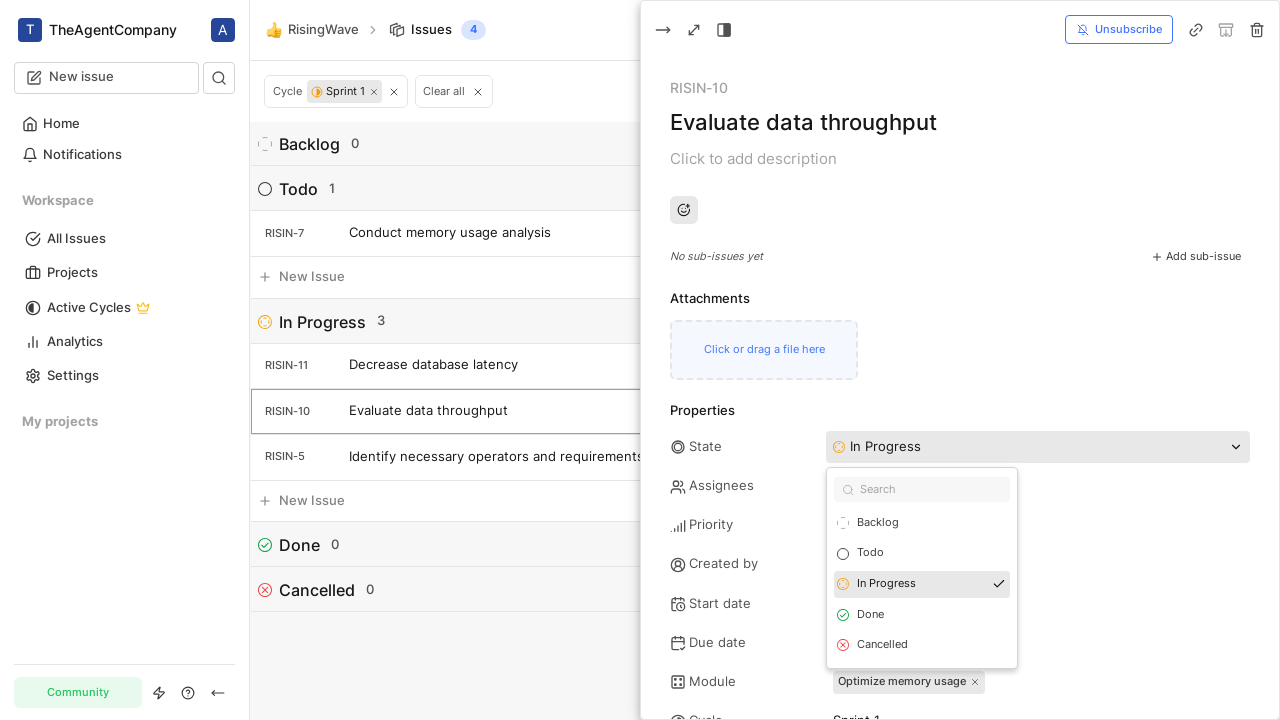 T TheAgentCompany A
New issue
Home
Notifications
Workspace
All Issues
Projects
Active Cycles
Analytics
Settings
My projects
Community
RisingWave
Issues 4
Cycle Sprint 1
Clear all
Backlog 0
Todo 1
RISIN-7 Conduct memory usage analysis
New Issue
In Progress 3
RISIN-11 Decrease database latency
RISIN-10 Evaluate data throughput
RISIN-5 Identify necessary operators and requirements
New Issue
Done 0
Cancelled 0
Unsubscribe
RISIN-10
Evaluate data throughput
Click to add description
No sub-issues yet
Add sub-issue
Attachments
Click or drag a file here
Properties
State In Progress
Assignees
Priority
Created by
Start date
Due date
Search
Backlog
Todo
In Progress
Done
Cancelled
Module Optimize memory usage
Cycle Sprint 1